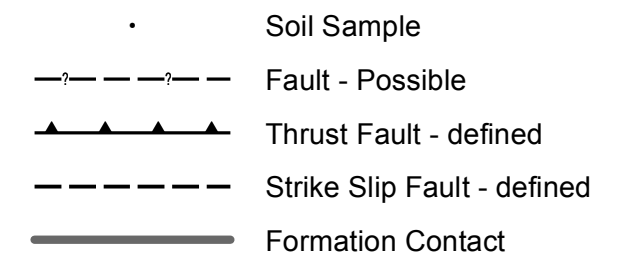 Soil Sample
? ? Fault - Possible
Thrust Fault - defined
Strike Slip Fault - defined
Formation Contact